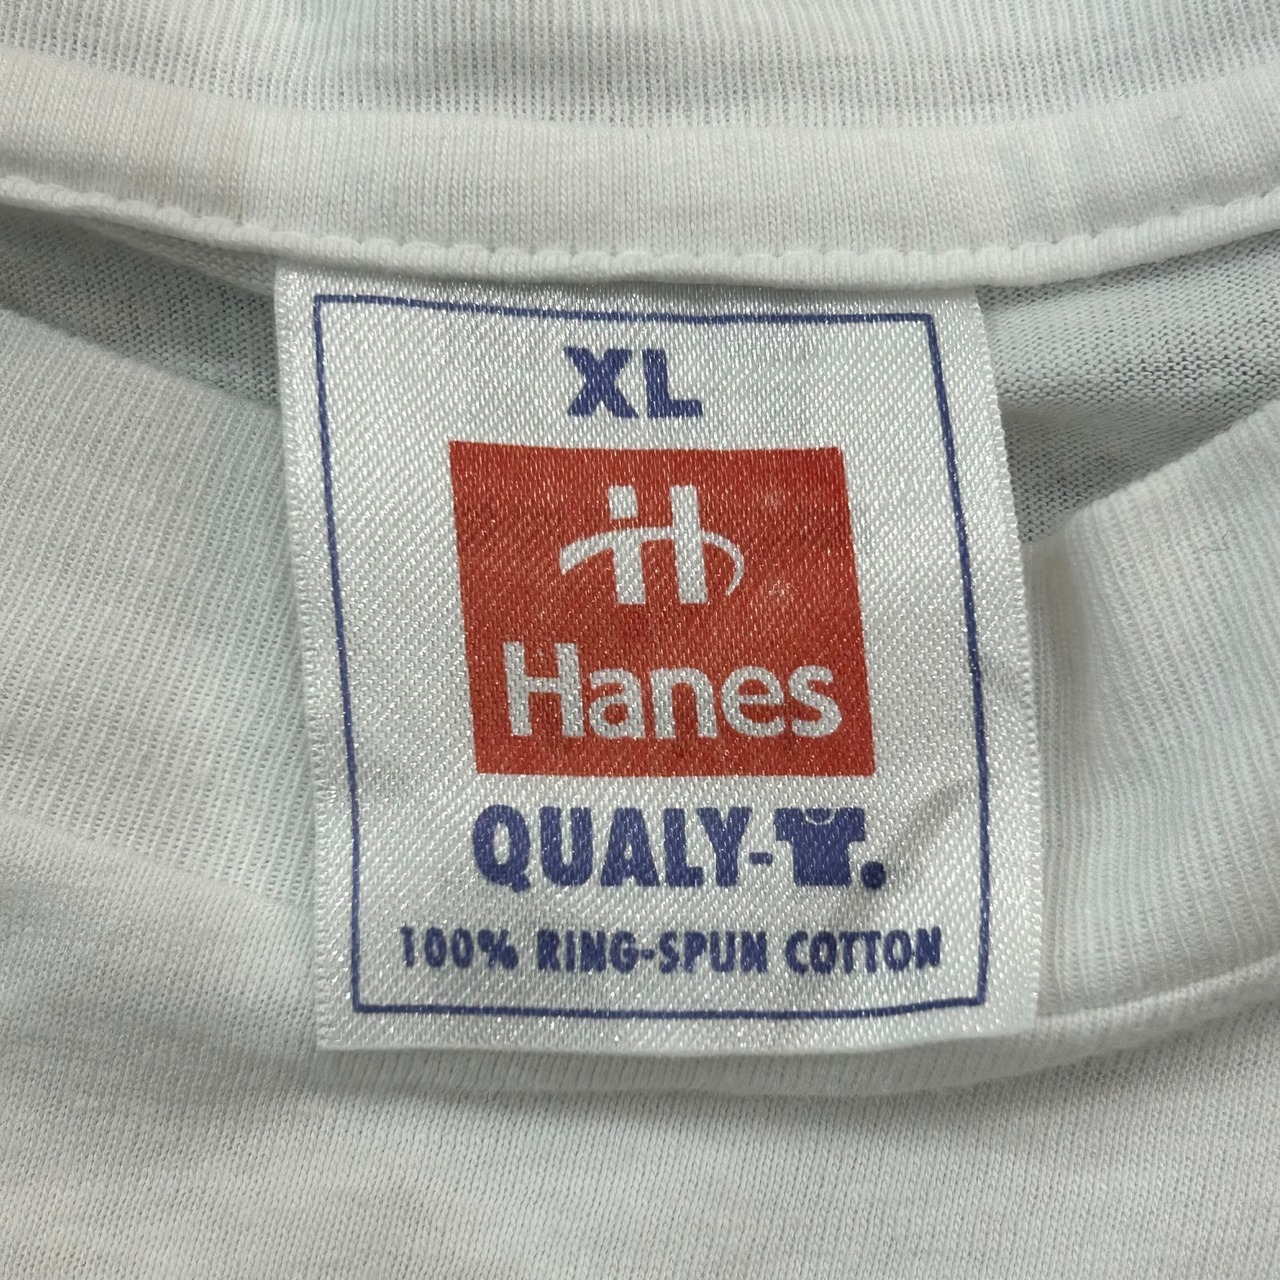 XL
H
Hanes
QUALY-.
100% RING-SPUN COTTON